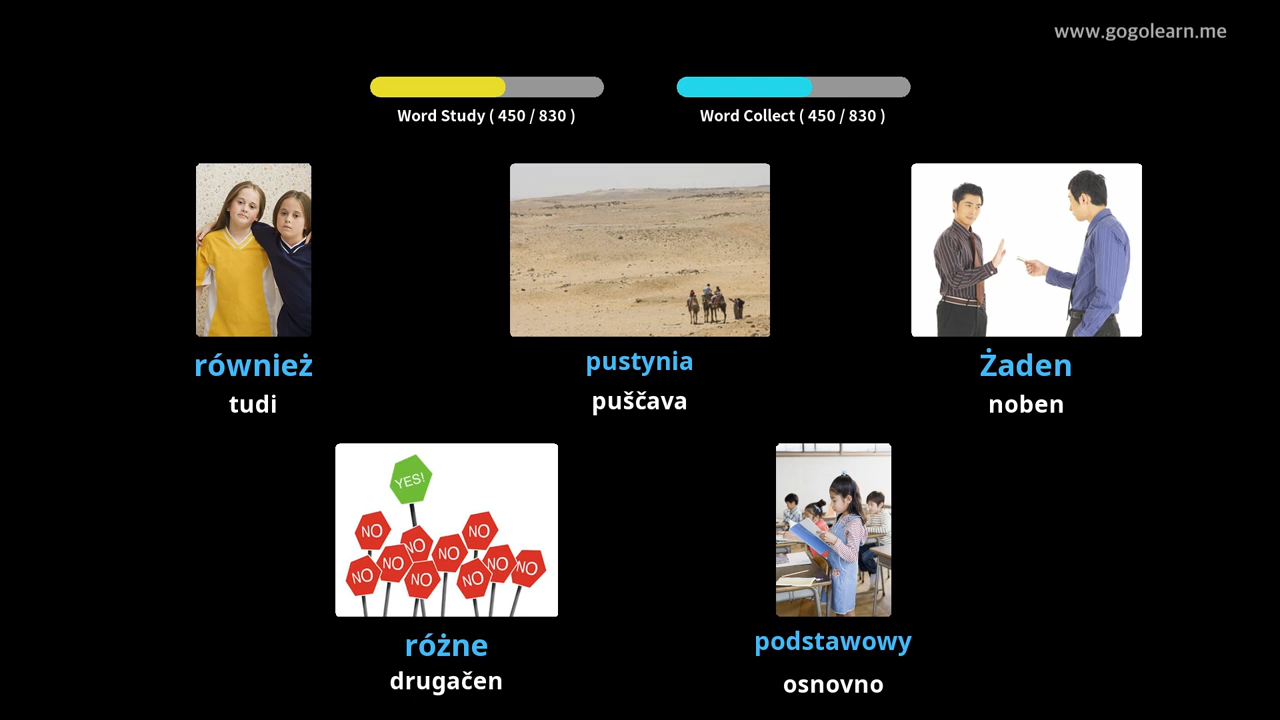 www.gogolearn.me
Word Study ( 450 / 830 )
Word Collect ( 450 / 830 )
również
tudi
pustynia
puščava
Żaden
noben
YES!
NO
NO
NO
NO
NO
NO
NO
NO
NO
NO
różne
drugačen
podstawowy
osnovno